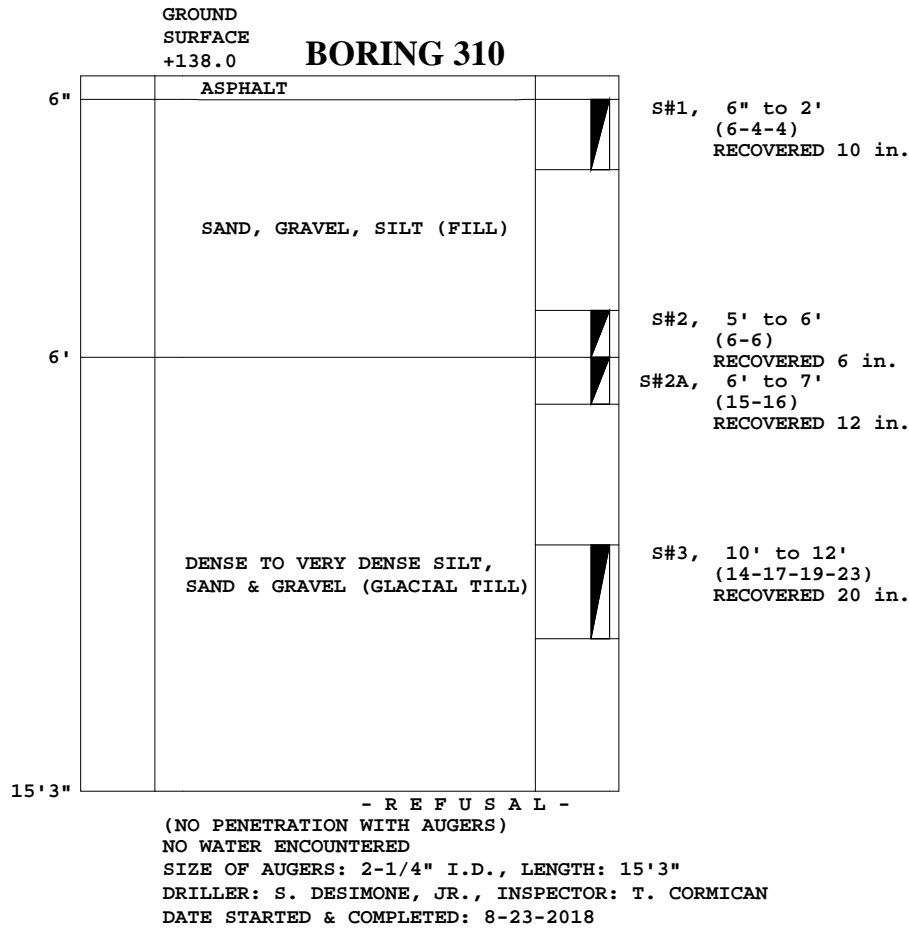 GROUND
SURFACE
+138.0
BORING 310
ASPHALT
6"
S#1, 6" to 2'
(6-4-4)
RECOVERED 10 in.
SAND, GRAVEL, SILT (FILL)
S#2, 5' to 6'
(6-6)
RECOVERED 6 in.
6'
S#2A, 6' to 7'
(15-16)
RECOVERED 12 in.
DENSE TO VERY DENSE SILT,
SAND & GRAVEL (GLACIAL TILL)
S#3, 10' to 12'
(14-17-19-23)
RECOVERED 20 in.
15'3"
- R E F U S A L -
(NO PENETRATION WITH AUGERS)
NO WATER ENCOUNTERED
SIZE OF AUGERS: 2-1/4" I.D., LENGTH: 15'3"
DRILLER: S. DESIMONE, JR., INSPECTOR: T. CORMICAN
DATE STARTED & COMPLETED: 8-23-2018